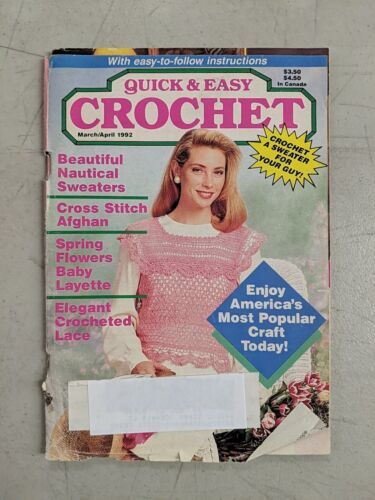 With easy-to-follow instructions
$3.50
$4.50
In Canada
QUICK & EASY
CROCHET
March/April 1992
CROCHET
A SWEATER
FOR
YOUR GUY!
Beautiful
Nautical
Sweaters
Cross Stitch
Afghan
Spring
Flowers
Baby
Layette
Elegant
Crocheted
Lace
Enjoy
America's
Most Popular
Craft
Today!